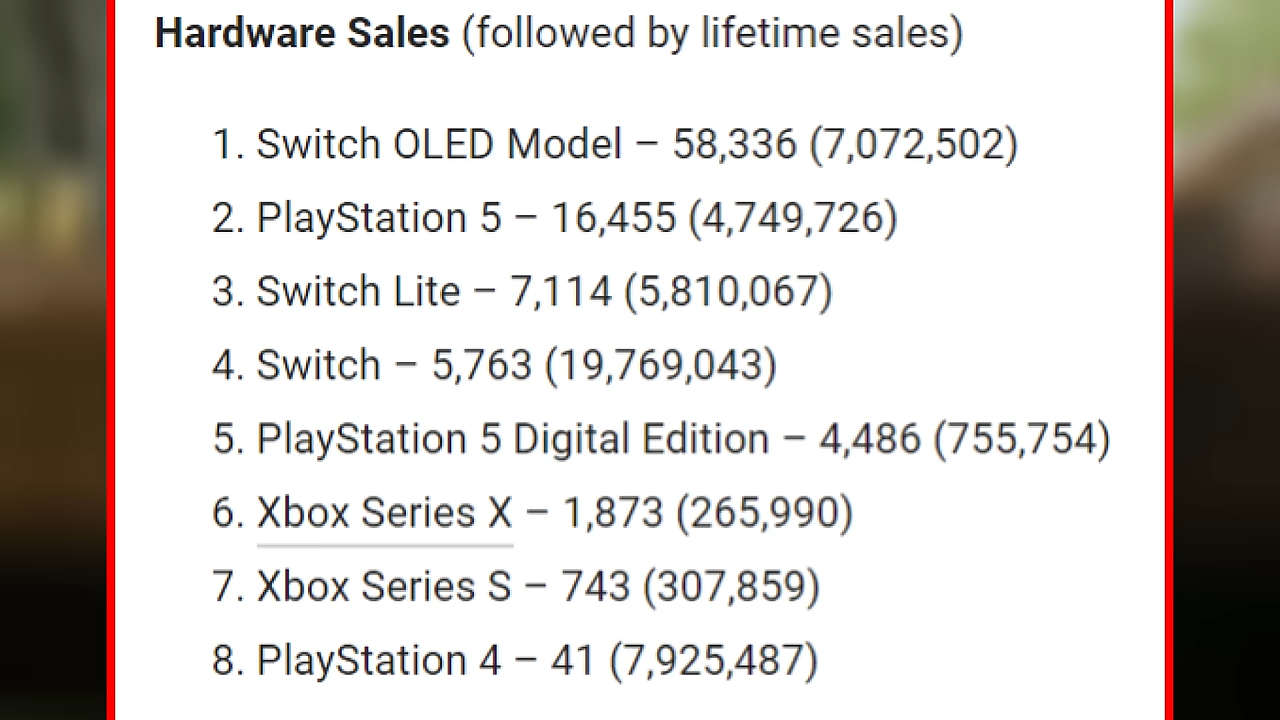 Hardware Sales (followed by lifetime sales)
1. Switch OLED Model – 58,336 (7,072,502)
2. PlayStation 5 – 16,455 (4,749,726)
3. Switch Lite – 7,114 (5,810,067)
4. Switch – 5,763 (19,769,043)
5. PlayStation 5 Digital Edition – 4,486 (755,754)
6. Xbox Series X – 1,873 (265,990)
7. Xbox Series S – 743 (307,859)
8. PlayStation 4 – 41 (7,925,487)